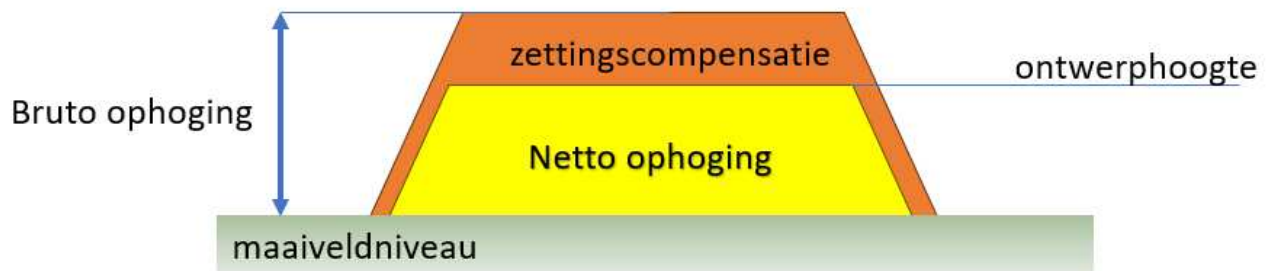 zettingscompensatie
ontwerphoogte
Bruto ophoging
Netto ophoging
maaiveldniveau